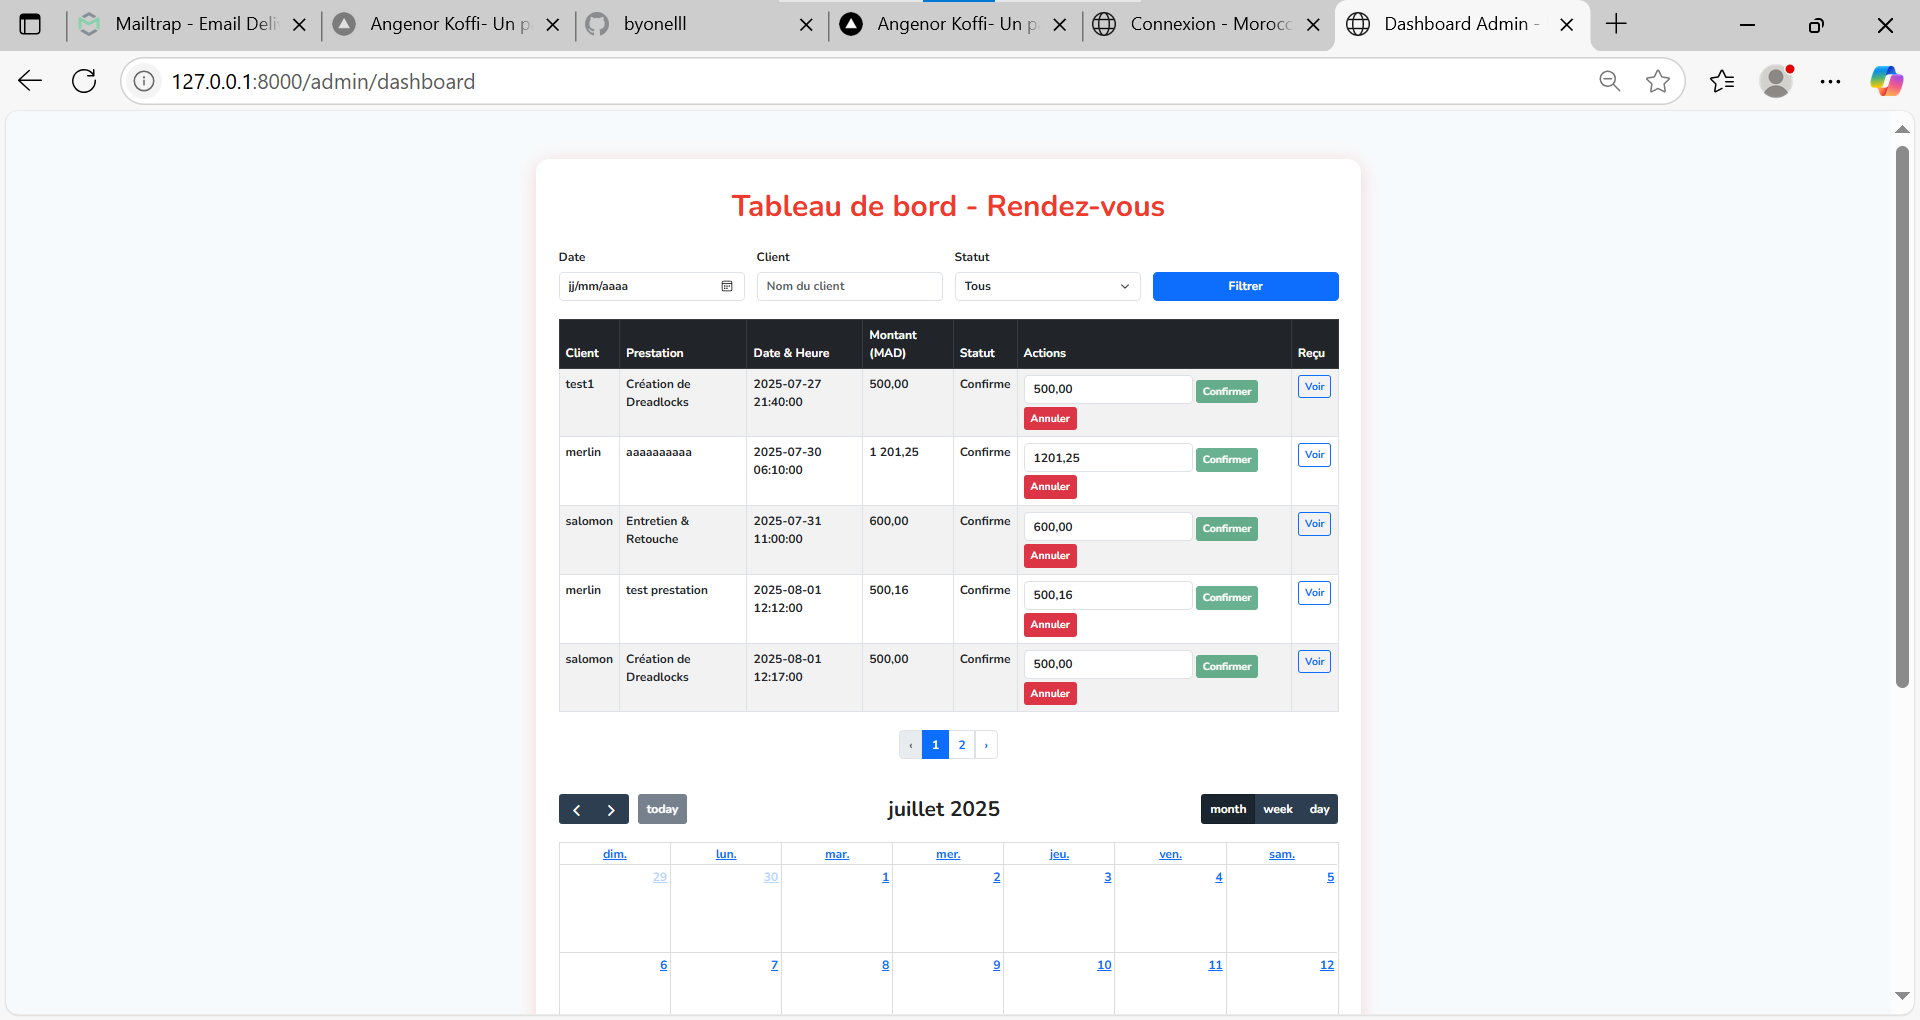 Mailtrap - Email Deli
Angenor Koffi- Un p
byonelll
Angenor Koffi- Un p
Connexion - Morocc
Dashboard Admin -
127.0.0.1:8000/admin/dashboard
Tableau de bord - Rendez-vous
Date
Client
Statut
jj/mm/aaaa
Nom du client
Tous
Filtrer
Client
Prestation
Date & Heure
Montant
(MAD)
Statut
Actions
Reçu
test1
Création de
Dreadlocks
2025-07-27
21:40:00
500,00
Confirme
500,00
Confirmer
Annuler
Voir
merlin
aaaaaaaaaa
2025-07-30
06:10:00
1 201,25
Confirme
1201,25
Confirmer
Annuler
Voir
salomon
Entretien &
Retouche
2025-07-31
11:00:00
600,00
Confirme
600,00
Confirmer
Annuler
Voir
merlin
test prestation
2025-08-01
12:12:00
500,16
Confirme
500,16
Confirmer
Annuler
Voir
salomon
Création de
Dreadlocks
2025-08-01
12:17:00
500,00
Confirme
500,00
Confirmer
Annuler
Voir
‹ 1 2 ›
today
juillet 2025
month week day
dim. lun. mar. mer. jeu. ven. sam.
29 30 1 2 3 4 5
6 7 8 9 10 11 12